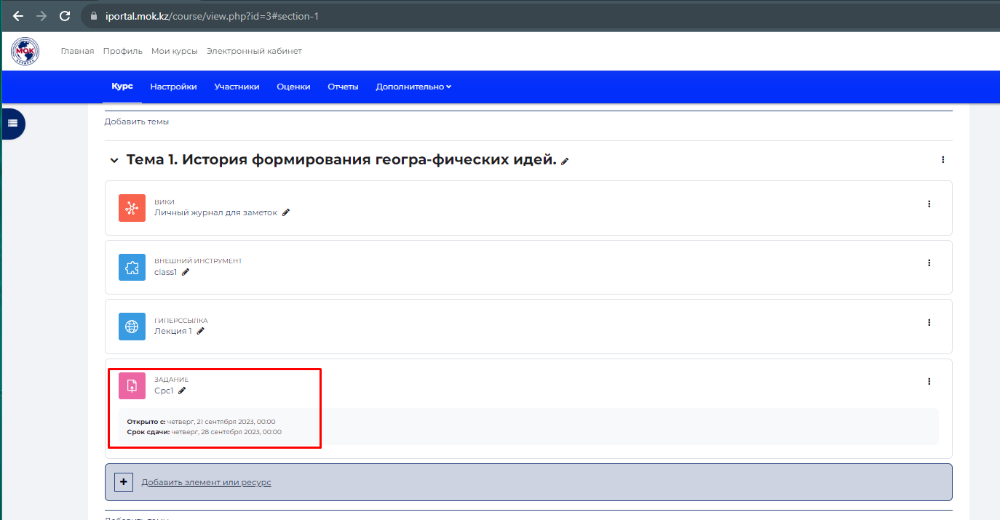 iportal.mok.kz/course/view.php?id=3#section-1
МОК
Главная Профиль Мои курсы Электронный кабинет
Курс Настройки Участники Оценки Отчеты Дополнительно
Добавить темы
Тема 1. История формирования геогра-фических идей.
ВИКИ
Личный журнал для заметок
ВНЕШНИЙ ИНСТРУМЕНТ
class1
ГИПЕРССЫЛКА
Лекция 1
ЗАДАНИЕ
Срс1
Открыто с: четверг, 21 сентября 2023, 00:00
Срок сдачи: четверг, 28 сентября 2023, 00:00
Добавить элемент или ресурс
Добавить темы